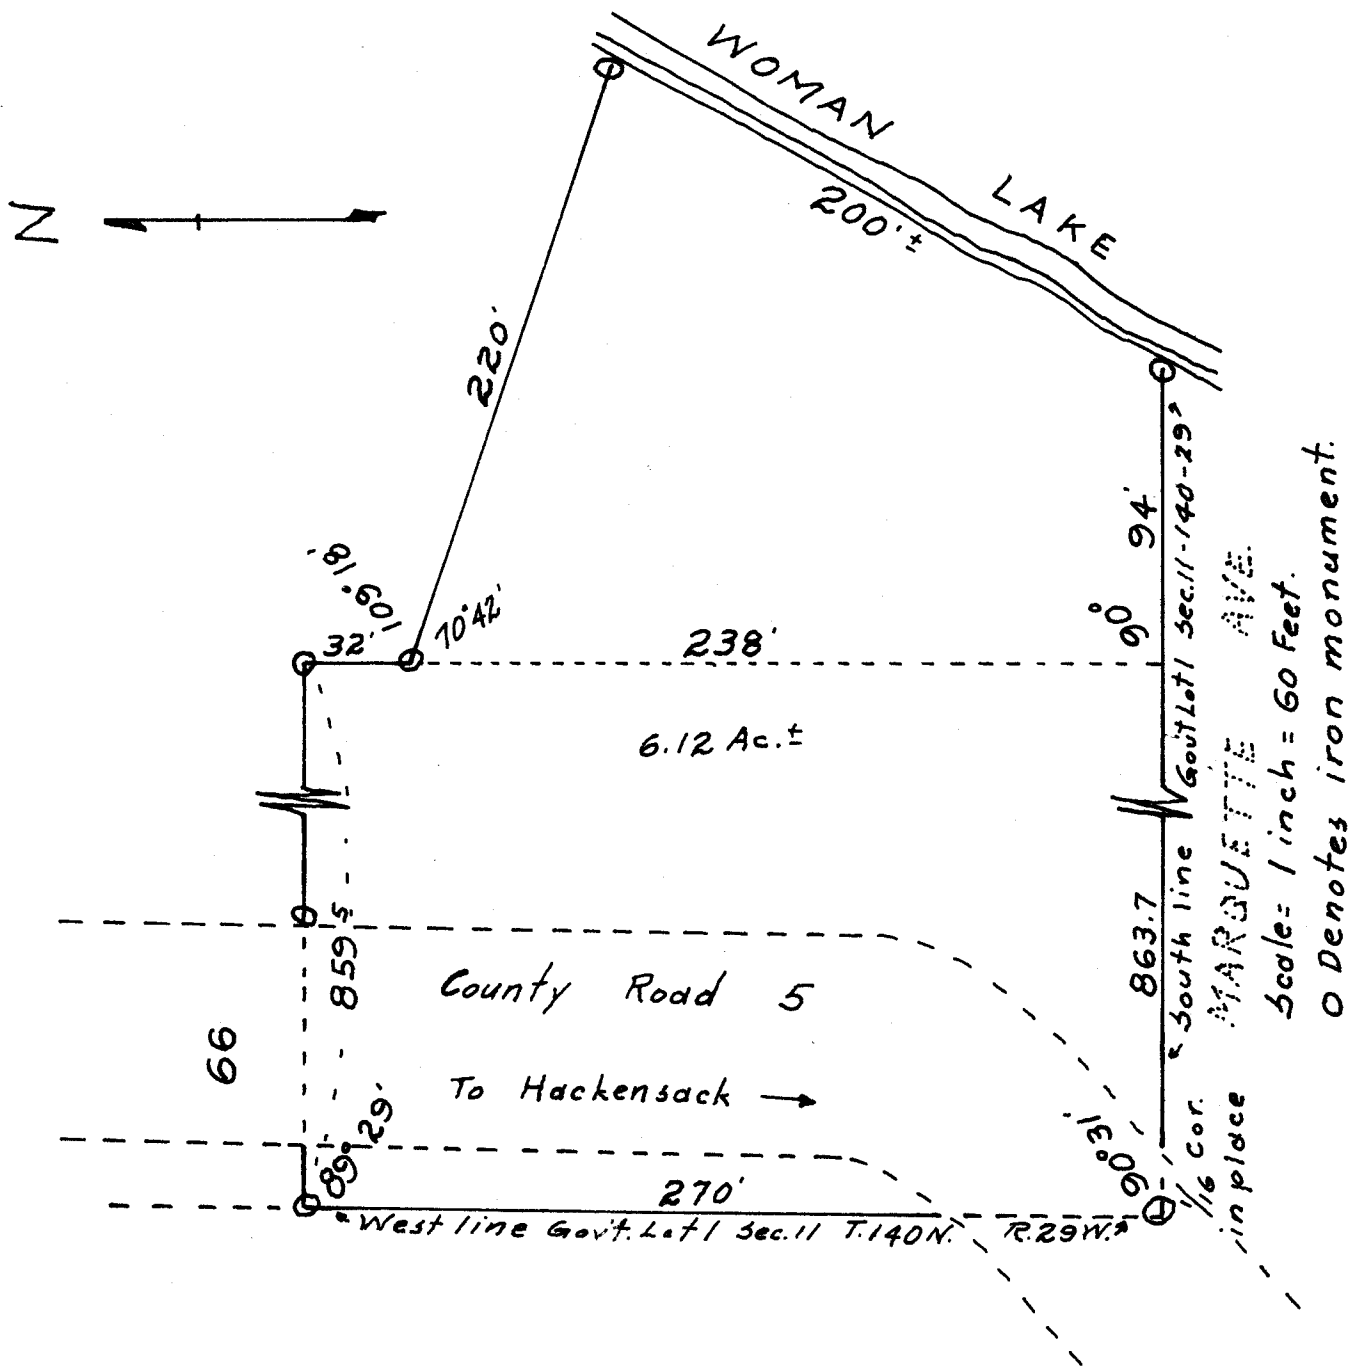 WOMAN LAKE
N
200' ±
220'
94'
109° 18'
70° 42'
32'
238'
90°
6.12 Ac.±
859.5
863.7
66
County Road 5
To Hackensack
89° 29'
90° 31'
270'
West line Gov't. Lot 1 Sec. 11 T.140N. R.29W.
South line Gov't Lot 1 Sec. 11-140-29
1/16 Cor.
in place
MARQUETTE AVE.
Scale= 1 inch = 60 Feet.
O Denotes iron monument.